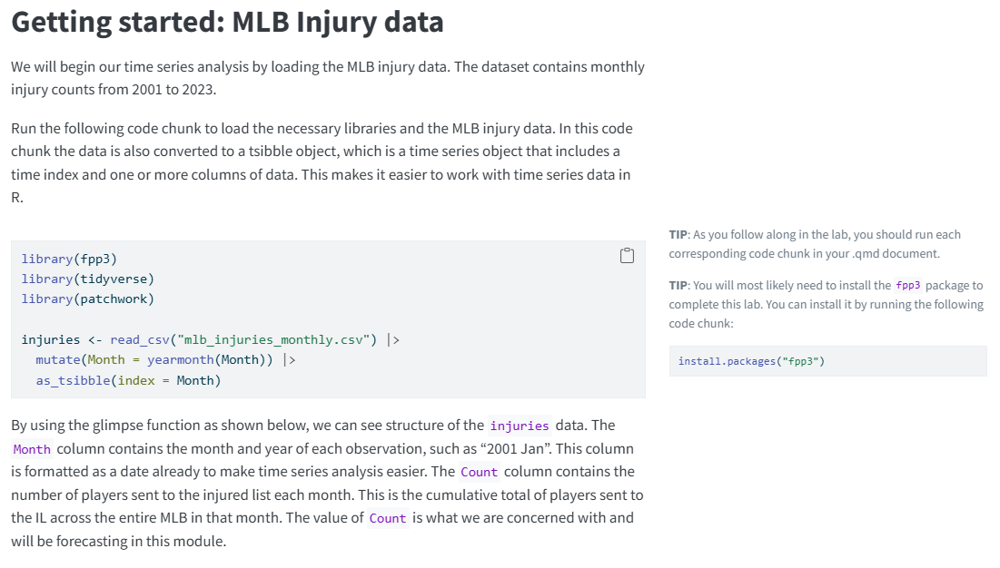 Getting started: MLB Injury data
We will begin our time series analysis by loading the MLB injury data. The dataset contains monthly
injury counts from 2001 to 2023.
Run the following code chunk to load the necessary libraries and the MLB injury data. In this code
chunk the data is also converted to a tsibble object, which is a time series object that includes a
time index and one or more columns of data. This makes it easier to work with time series data in
R.
library(fpp3)
library(tidyverse)
library(patchwork)
injuries <- read_csv("mlb_injuries_monthly.csv") |>
  mutate(Month = yearmonth(Month)) |>
  as_tsibble(index = Month)
TIP: As you follow along in the lab, you should run each
corresponding code chunk in your .qmd document.
TIP: You will most likely need to install the fpp3 package to
complete this lab. You can install it by running the following
code chunk:
install.packages("fpp3")
By using the glimpse function as shown below, we can see structure of the injuries data. The
Month column contains the month and year of each observation, such as “2001 Jan”. This column
is formatted as a date already to make time series analysis easier. The Count column contains the
number of players sent to the injured list each month. This is the cumulative total of players sent to
the IL across the entire MLB in that month. The value of Count is what we are concerned with and
will be forecasting in this module.